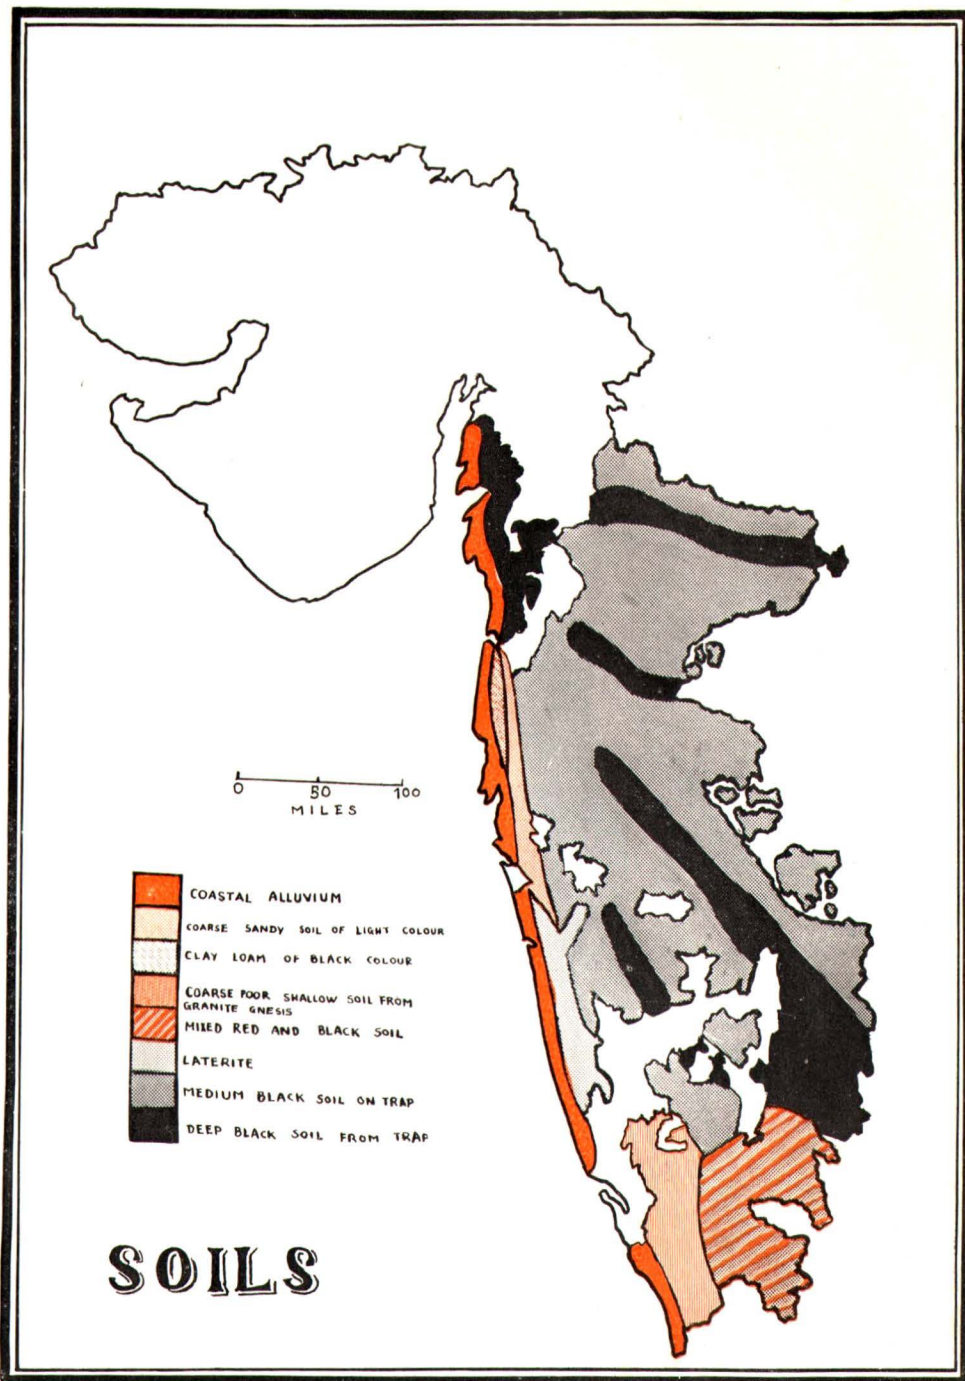 0 50 100
MILES
COASTAL ALLUVIUM
COARSE SANDY SOIL OF LIGHT COLOUR
CLAY LOAM OF BLACK COLOUR
COARSE POOR SHALLOW SOIL FROM
GRANITE GNESIS
MIXED RED AND BLACK SOIL
LATERITE
MEDIUM BLACK SOIL ON TRAP
DEEP BLACK SOIL FROM TRAP
SOILS